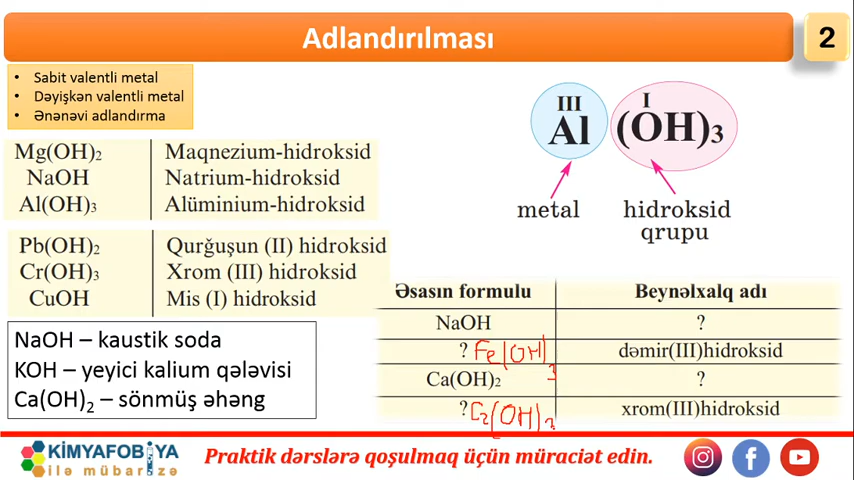 Adlandırılması
2
• Sabit valentli metal
• Dəyişkən valentli metal
• Ənənəvi adlandırma
III I
Al (OH)₃
metal hidroksid
qrupu
Mg(OH)₂ Maqnezium-hidroksid
NaOH Natrium-hidroksid
Al(OH)₃ Alüminium-hidroksid
Pb(OH)₂ Qurğuşun (II) hidroksid
Cr(OH)₃ Xrom (III) hidroksid
CuOH Mis (I) hidroksid
NaOH – kaustik soda
KOH – yeyici kalium qələvisi
Ca(OH)₂ – sönmüş əhəng
Əsasın formulu Beynəlxalq adı
NaOH ?
? Fe(OH)₃ dəmir(III)hidroksid
Ca(OH)₂ ?
? (OH) xrom(III)hidroksid
KİMYAFOBİYA
ilə mübarizə
Praktik dərslərə qoşulmaq üçün müraciət edin.